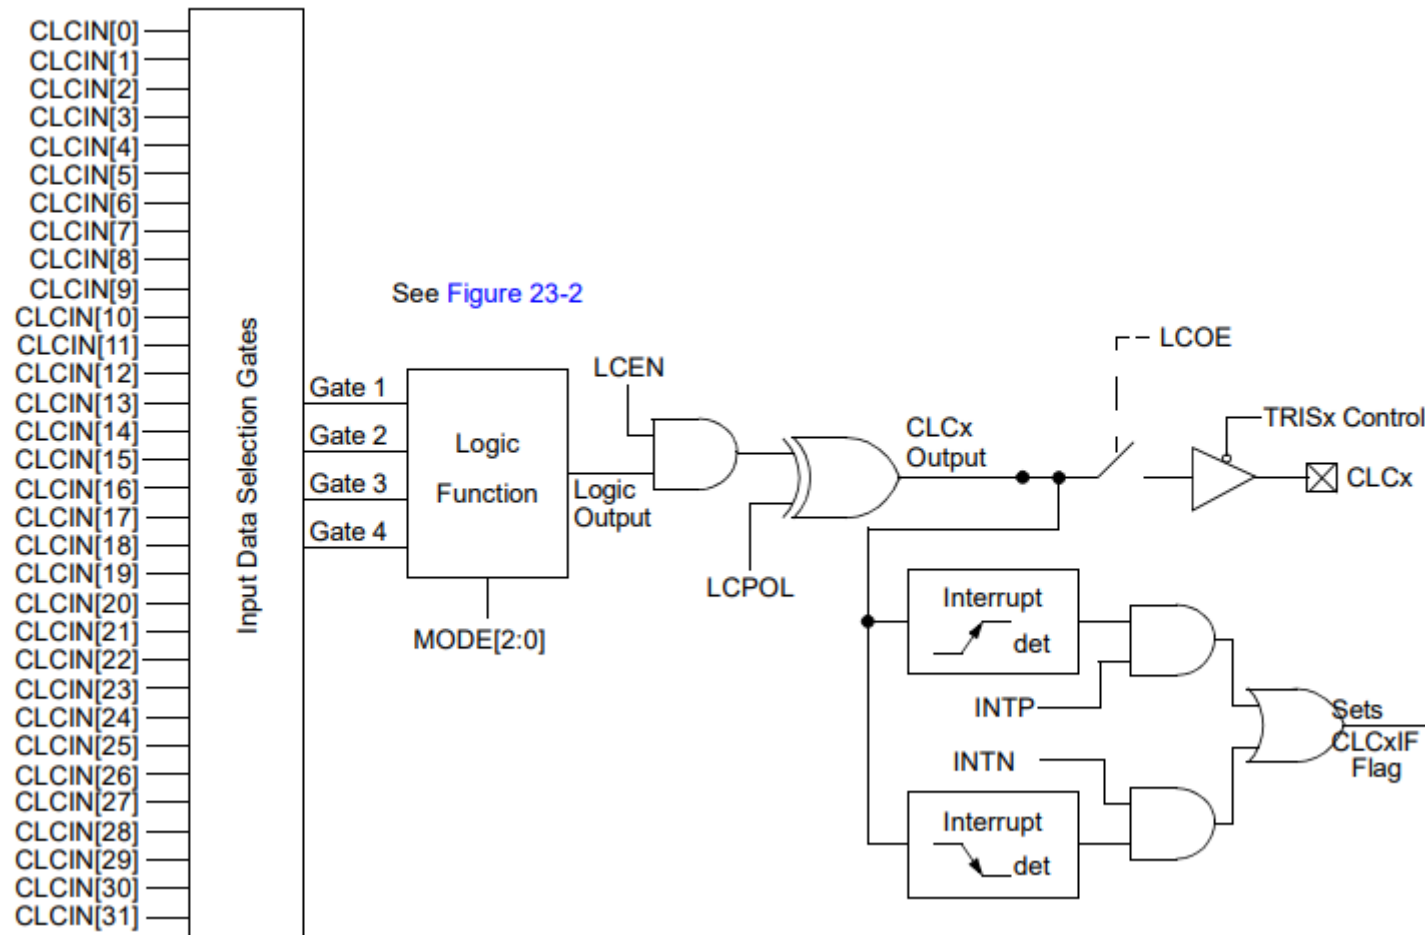 CLCIN[0]
CLCIN[1]
CLCIN[2]
CLCIN[3]
CLCIN[4]
CLCIN[5]
CLCIN[6]
CLCIN[7]
CLCIN[8]
CLCIN[9]
CLCIN[10]
CLCIN[11]
CLCIN[12]
CLCIN[13]
CLCIN[14]
CLCIN[15]
CLCIN[16]
CLCIN[17]
CLCIN[18]
CLCIN[19]
CLCIN[20]
CLCIN[21]
CLCIN[22]
CLCIN[23]
CLCIN[24]
CLCIN[25]
CLCIN[26]
CLCIN[27]
CLCIN[28]
CLCIN[29]
CLCIN[30]
CLCIN[31]
Input Data Selection Gates
See Figure 23-2
Gate 1
Gate 2
Gate 3
Gate 4
Logic
Function
MODE[2:0]
Logic
Output
LCEN
LCPOL
CLCx
Output
LCOE
TRISx Control
CLCx
Interrupt
det
INTP
INTN
Interrupt
det
Sets
CLCxIF
Flag